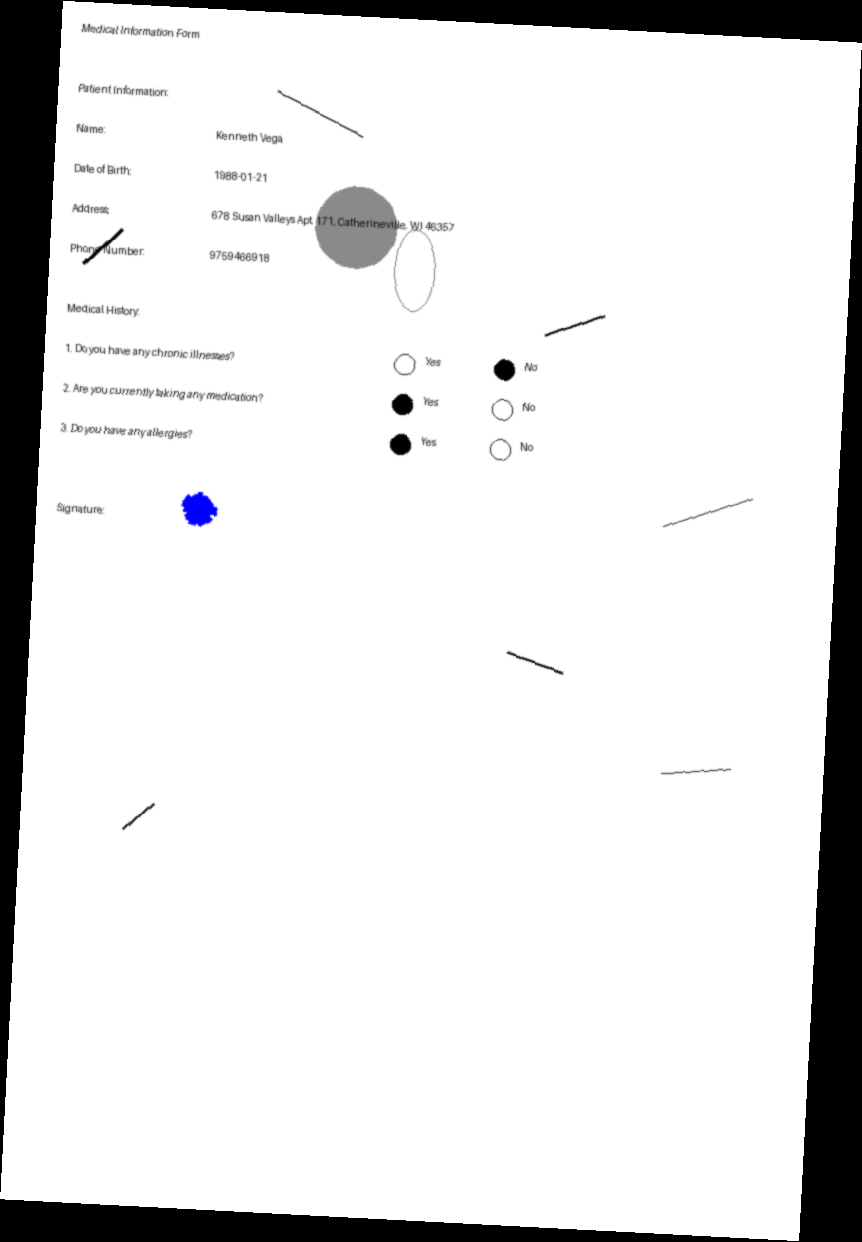 Medical Information Form
Patient Information:
Name: Kenneth Vega
Date of Birth: 1988-01-21
Address: 678 Susan Valleys Apt. 171, Catherineville, WI 46357
Phone Number: 9759466918
Medical History:
1. Do you have any chronic illnesses? Yes No
2. Are you currently taking any medication? Yes No
3. Do you have any allergies? Yes No
Signature: